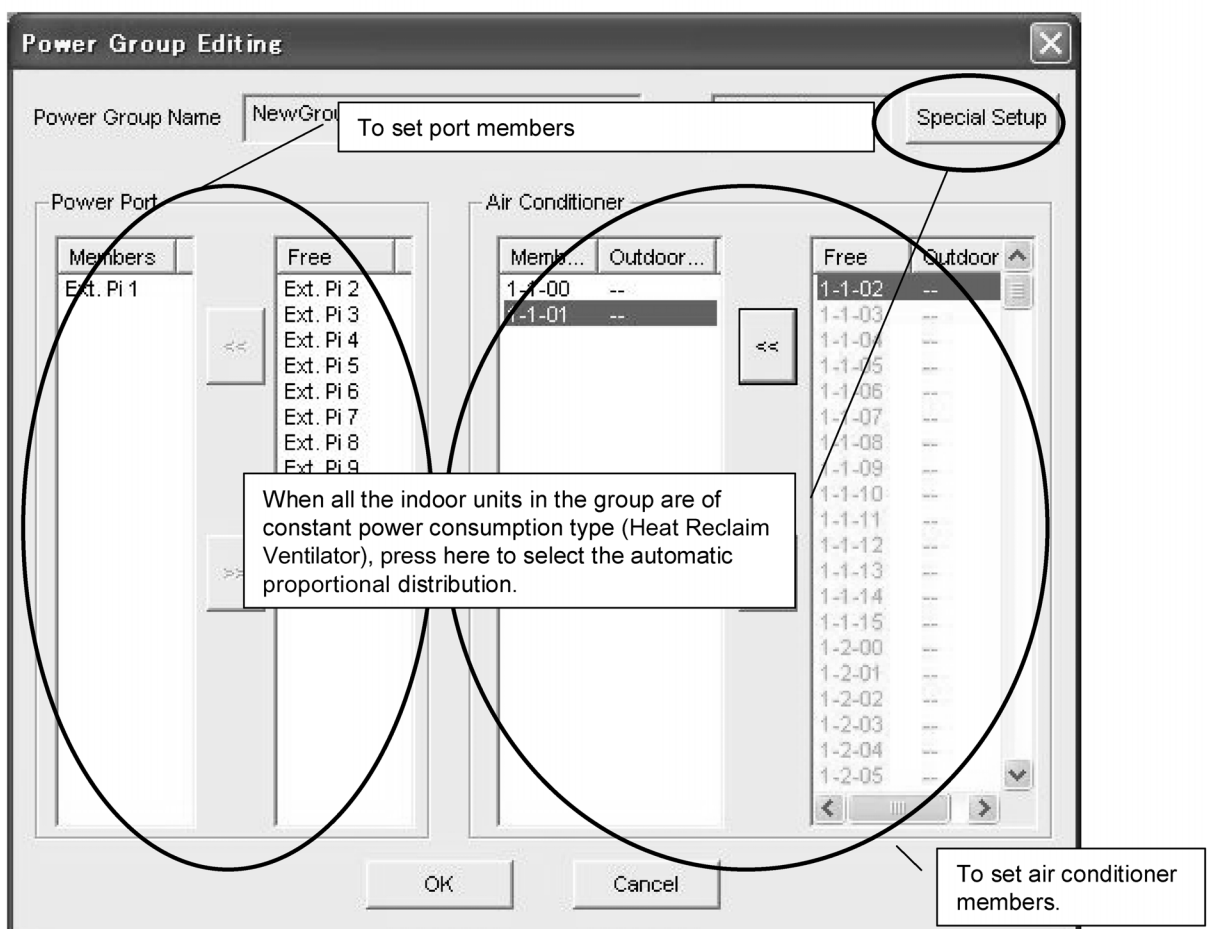 Power Group Editing
Power Group Name
To set port members
Special Setup
Power Port
Members
Free
Ext. Pi 1
Ext. Pi 2
Ext. Pi 3
Ext. Pi 4
Ext. Pi 5
Ext. Pi 6
Ext. Pi 7
Ext. Pi 8
Ext. Pi 9
<<
>>
Air Conditioner
Memb... Outdoor...
1-1-00 --
1-1-01 --
<<
Free Outdoor
1-1-02 --
1-1-03 --
1-1-04 --
1-1-05 --
1-1-06 --
1-1-07 --
1-1-08 --
1-1-09 --
1-1-10 --
1-1-11 --
1-1-12 --
1-1-13 --
1-1-14 --
1-1-15 --
1-2-00 --
1-2-01 --
1-2-02 --
1-2-03 --
1-2-04 --
1-2-05 --
When all the indoor units in the group are of
constant power consumption type (Heat Reclaim
Ventilator), press here to select the automatic
proportional distribution.
OK
Cancel
To set air conditioner
members.